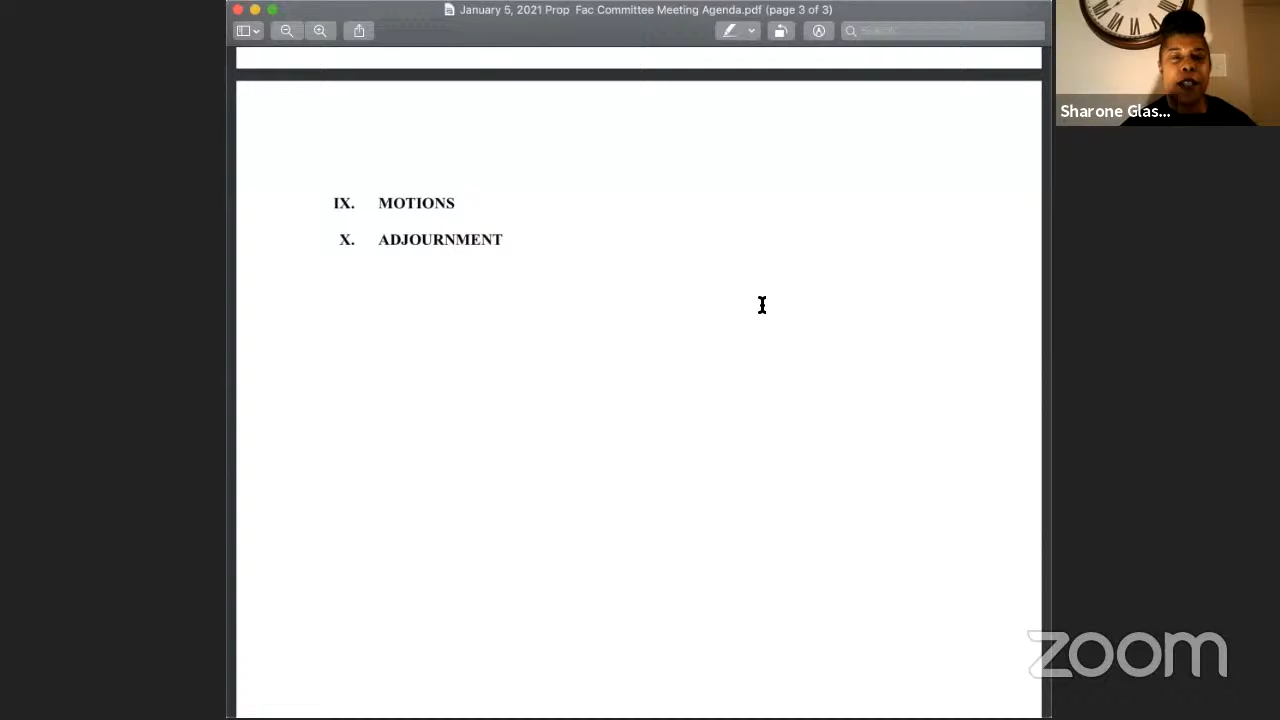 January 5, 2021 Prop Fac Committee Meeting Agenda.pdf (page 3 of 3)
Search
Sharone Glas...
IX. MOTIONS
X. ADJOURNMENT
zoom